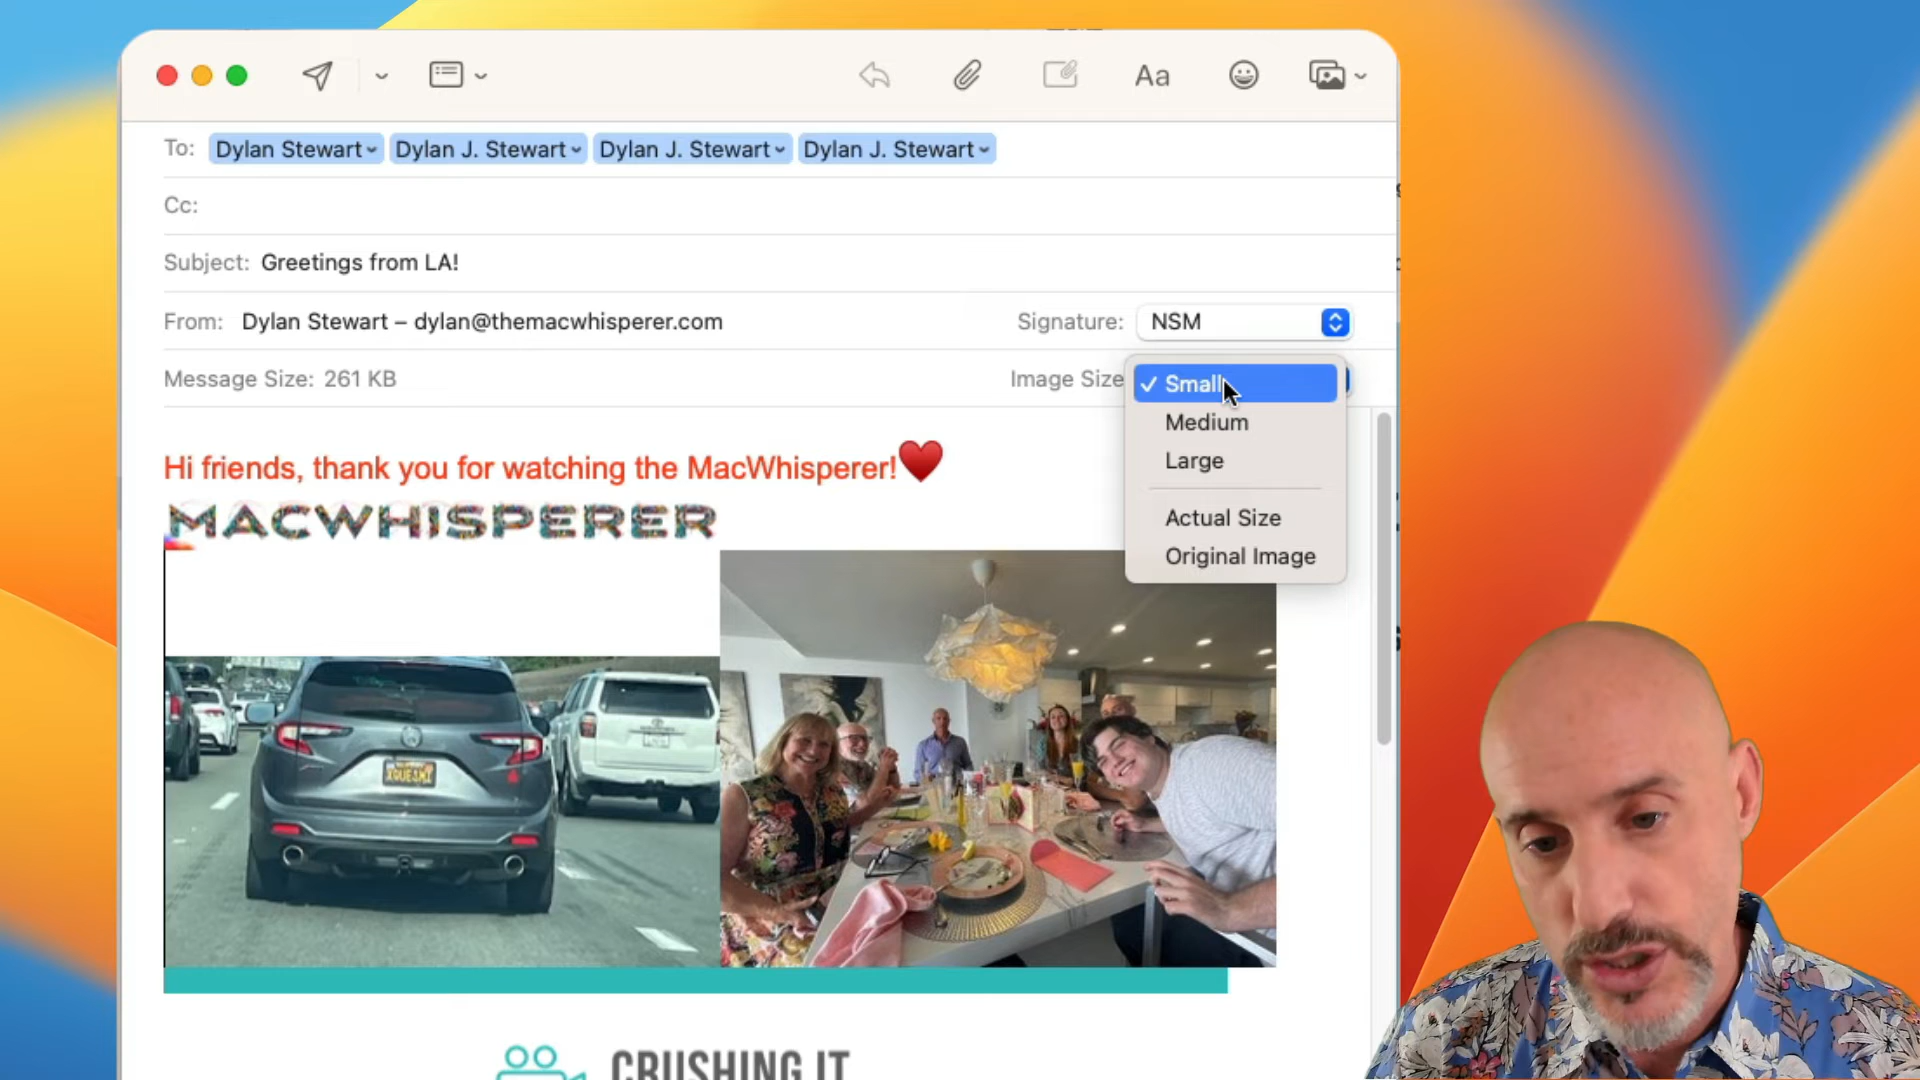 Aa
To: Dylan Stewart Dylan J. Stewart Dylan J. Stewart Dylan J. Stewart
Cc:
Subject: Greetings from LA!
From: Dylan Stewart – dylan@themacwhisperer.com Signature: NSM
Message Size: 261 KB Image Size
✓ Small
Medium
Large
Actual Size
Original Image
Hi friends, thank you for watching the MacWhisperer!♥
MACWHISPERER
CRUSHING IT